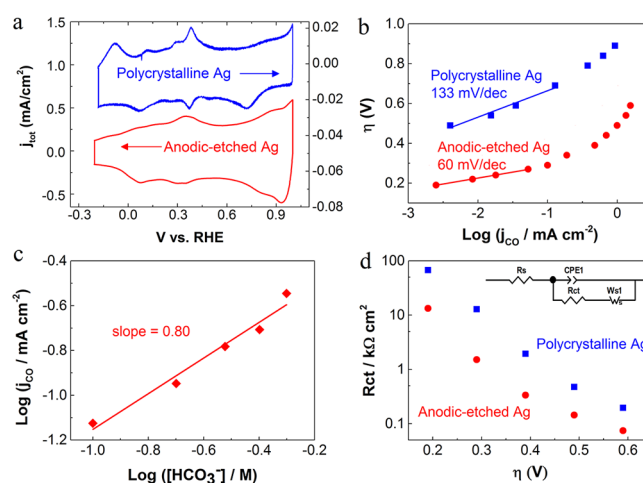 a
j_tot (mA/cm²)
1.5
1.0
0.5
0.0
-0.5
0.02
0.00
-0.02
-0.04
-0.06
-0.08
Polycrystalline Ag
Anodic-etched Ag
-0.3 0.0 0.3 0.6 0.9
V vs. RHE
b
η (V)
1.0
0.8
0.6
0.4
0.2
Polycrystalline Ag
133 mV/dec
Anodic-etched Ag
60 mV/dec
-3 -2 -1 0
Log (j_CO / mA cm⁻²)
c
Log (j_CO / mA cm⁻²)
-0.4
-0.6
-0.8
-1.0
-1.2
slope = 0.80
-1.0 -0.8 -0.6 -0.4 -0.2
Log ([HCO₃⁻] / M)
d
Rct / kΩ cm²
100
10
1
0.1
Rs
CPE1
Rct
Ws1
Ws
Polycrystalline Ag
Anodic-etched Ag
0.2 0.3 0.4 0.5 0.6
η (V)